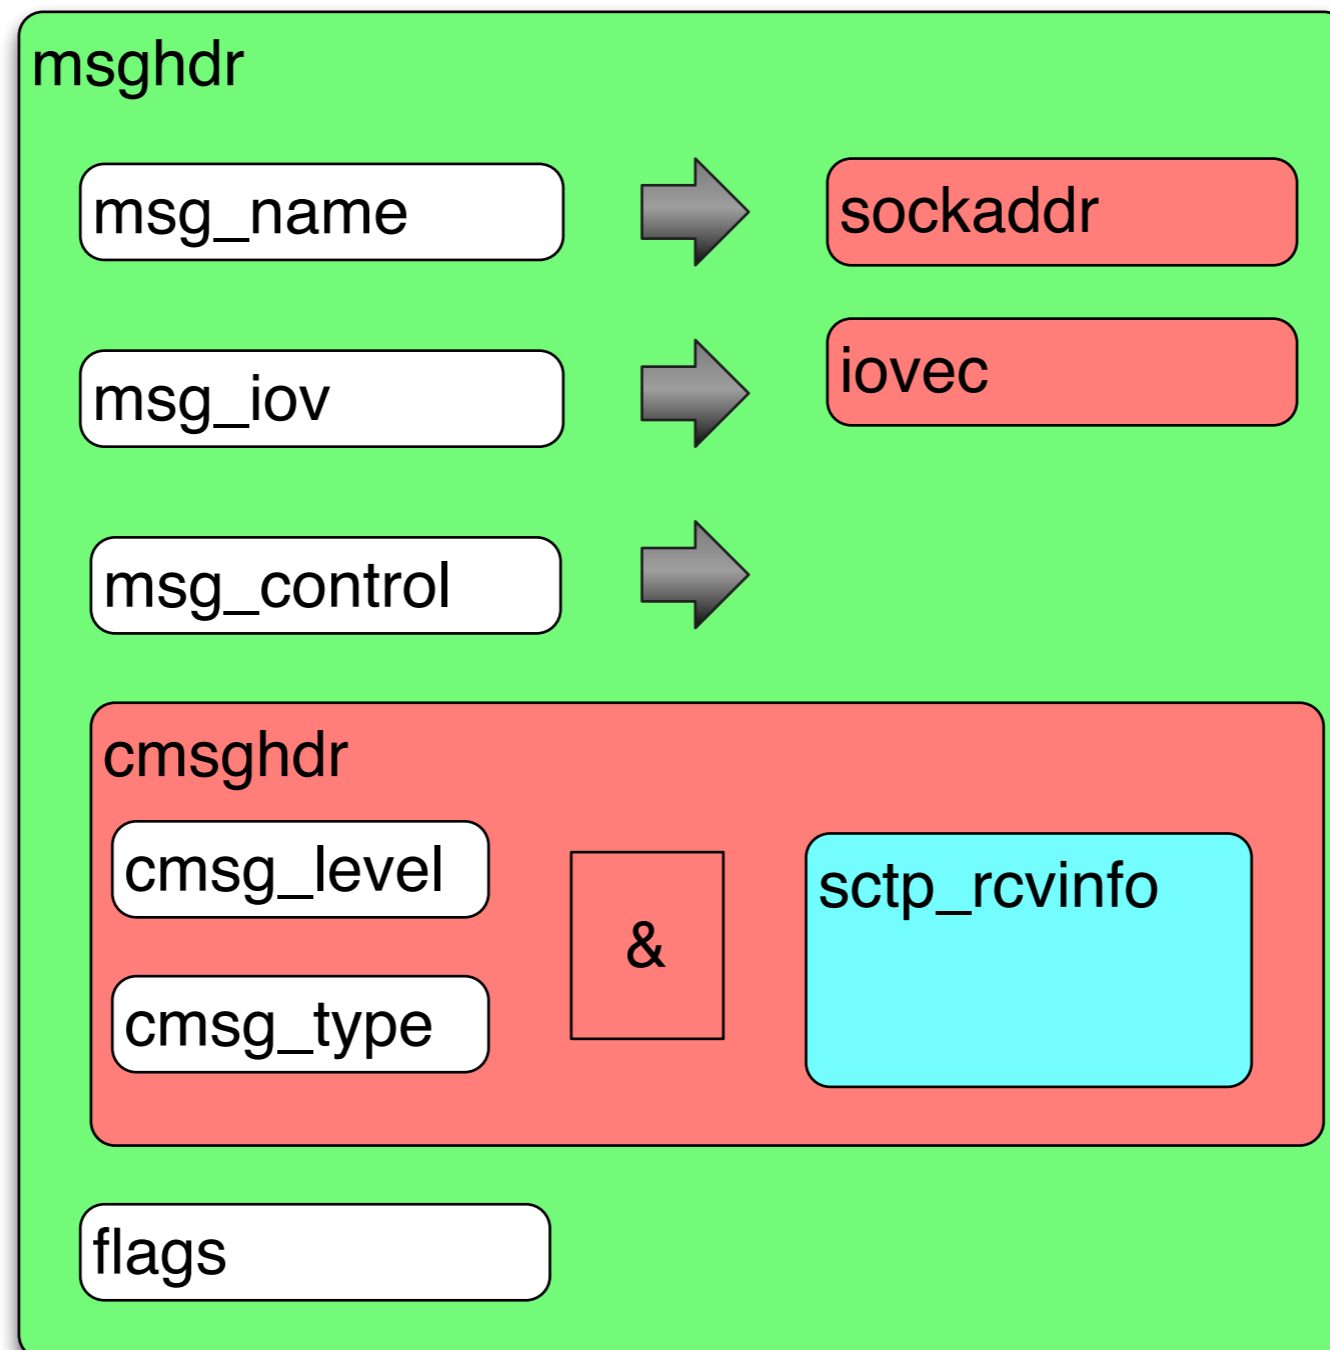 msghdr
msg_name
sockaddr
msg_iov
iovec
msg_control
cmsghdr
cmsg_level
&
sctp_rcvinfo
cmsg_type
flags